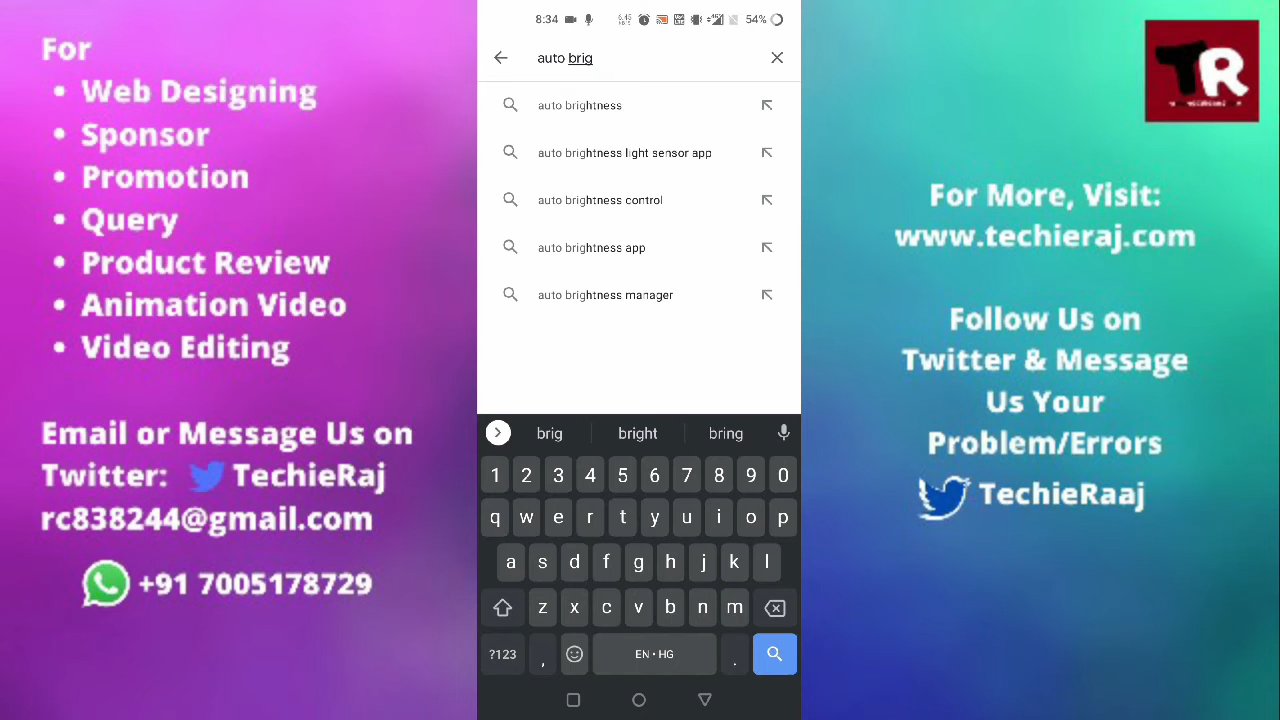 For
• Web Designing
• Sponsor
• Promotion
• Query
• Product Review
• Animation Video
• Video Editing
Email or Message Us on
Twitter: TechieRaj
rc838244@gmail.com
+91 7005178729
8:34 54%
auto brig
auto brightness
auto brightness light sensor app
auto brightness control
auto brightness app
auto brightness manager
brig bright bring
1 2 3 4 5 6 7 8 9 0
q w e r t y u i o p
a s d f g h j k l
z x c v b n m
?123 , EN • HG .
TR
For More, Visit:
www.techieraj.com
Follow Us on
Twitter & Message
Us Your
Problem/Errors
TechieRaaj